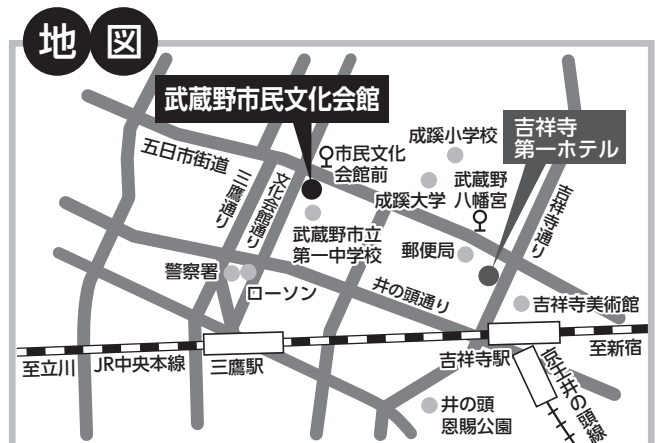 地図
武蔵野市民文化会館
成蹊小学校
吉祥寺
第一ホテル
五日市街道
市民文化
会館前
三鷹通り
文化会館通り
成蹊大学
武蔵野
八幡宮
吉祥寺通り
武蔵野市立
第一中学校
郵便局
警察署
ローソン
井の頭通り
吉祥寺美術館
至立川
JR中央本線
三鷹駅
吉祥寺駅
至新宿
京王井の頭線
井の頭
恩賜公園